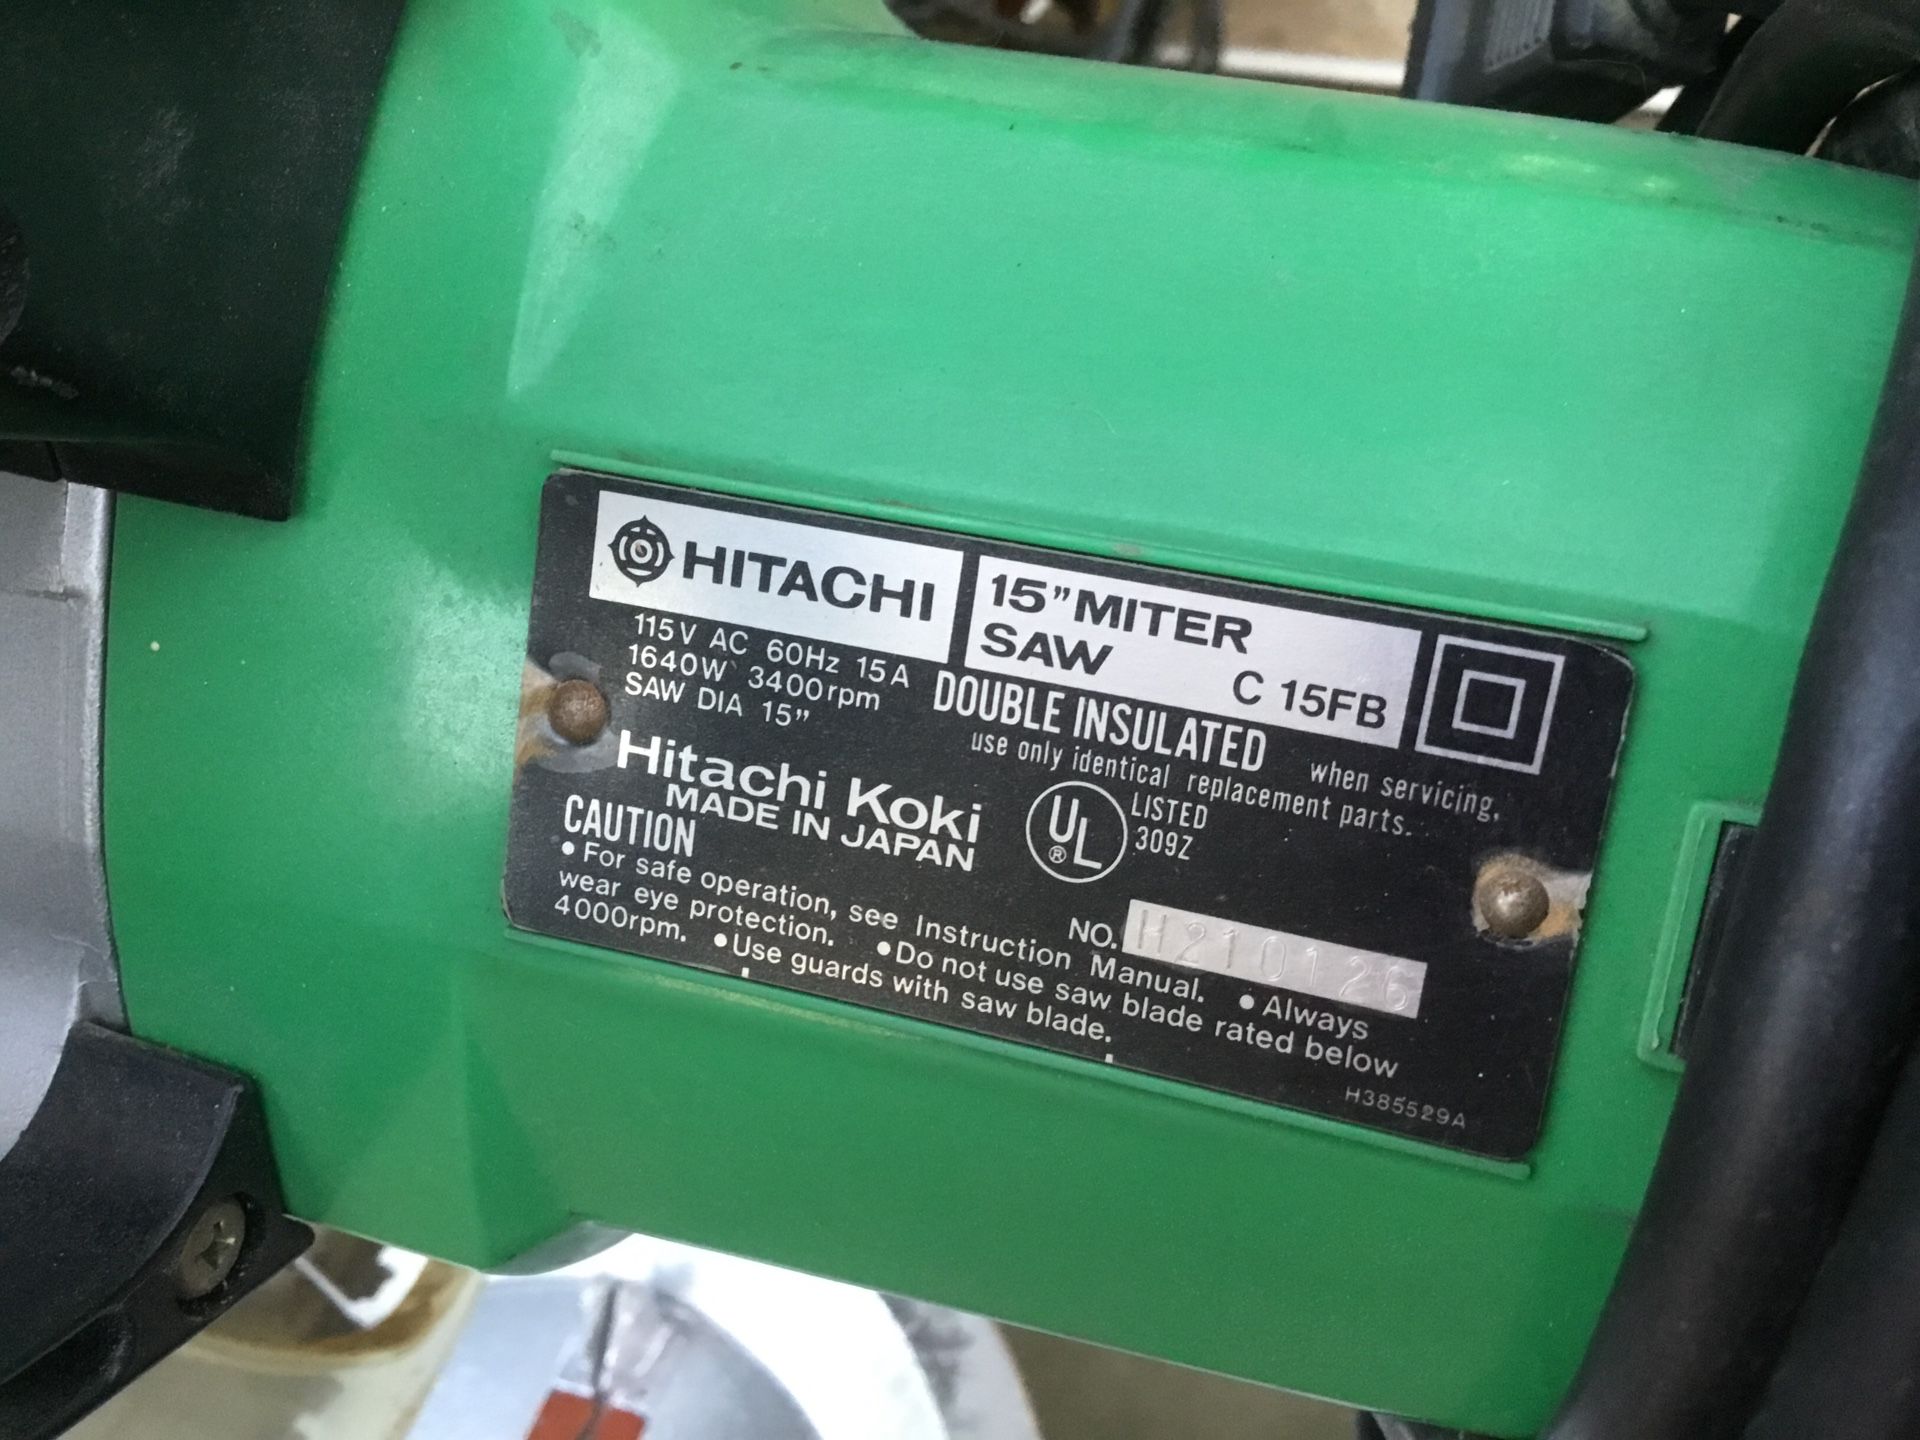 HITACHI
15" MITER
SAW C 15FB
115V AC 60Hz 15A
1640W 3400rpm
SAW DIA 15"
DOUBLE INSULATED when servicing,
use only identical replacement parts.
Hitachi Koki
MADE IN JAPAN
UL ® LISTED
309Z
NO. H210126
CAUTION
• For safe operation, see Instruction Manual. • Always
wear eye protection. • Do not use saw blade rated below
4000rpm. • Use guards with saw blade.
H385529A